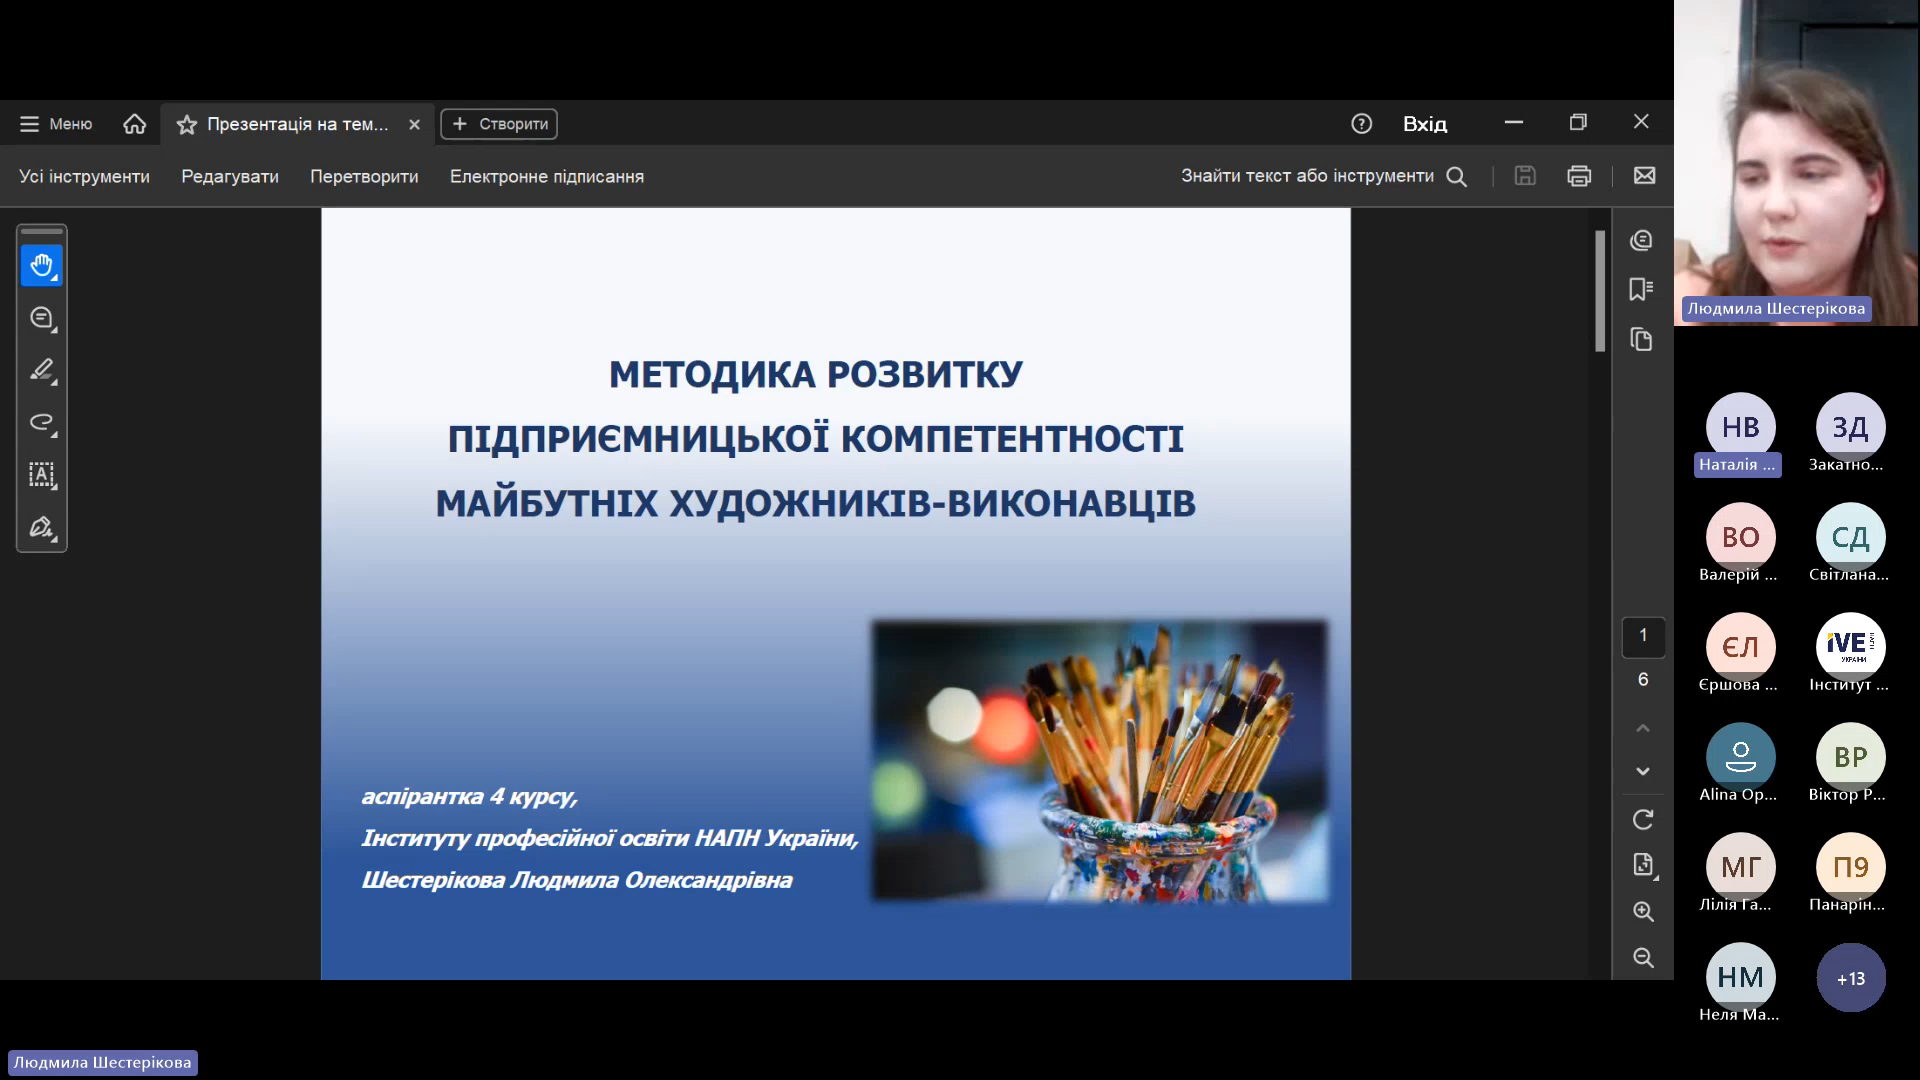 Меню
Презентація на тем...
Створити
Вхід
Усі інструменти
Редагувати
Перетворити
Електронне підписання
Знайти текст або інструменти
МЕТОДИКА РОЗВИТКУ
ПІДПРИЄМНИЦЬКОЇ КОМПЕТЕНТНОСТІ
МАЙБУТНІХ ХУДОЖНИКІВ-ВИКОНАВЦІВ
аспірантка 4 курсу,
Інституту професійної освіти НАПН України,
Шестерікова Людмила Олександрівна
1
6
Людмила Шестерікова
НВ
Наталія ...
ЗД
Закатно...
ВО
Валерій ...
СД
Світлана...
ЄЛ
Єршова ...
iVE
УКРАЇНИ
Інститут ...
Alina Op...
ВР
Віктор Р...
МГ
Лілія Га...
П9
Панарін...
НМ
Неля Ма...
+13
Людмила Шестерікова